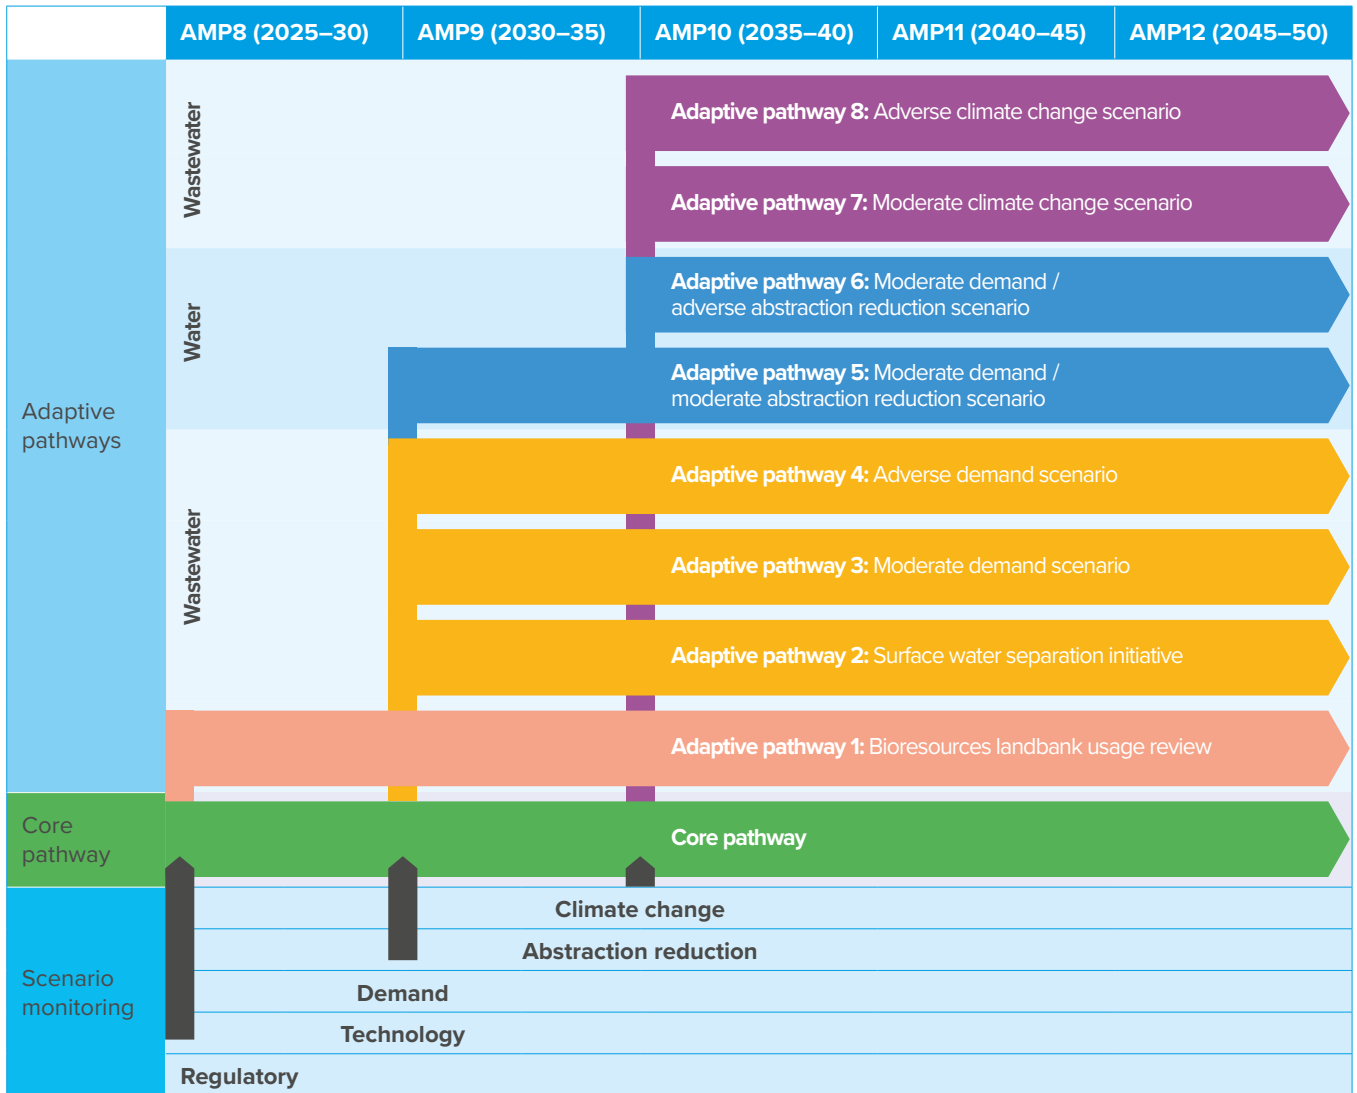 AMP8 (2025–30)
AMP9 (2030–35)
AMP10 (2035–40)
AMP11 (2040–45)
AMP12 (2045–50)
Adaptive
pathways
Wastewater
Adaptive pathway 8: Adverse climate change scenario
Adaptive pathway 7: Moderate climate change scenario
Water
Adaptive pathway 6: Moderate demand /
adverse abstraction reduction scenario
Adaptive pathway 5: Moderate demand /
moderate abstraction reduction scenario
Wastewater
Adaptive pathway 4: Adverse demand scenario
Adaptive pathway 3: Moderate demand scenario
Adaptive pathway 2: Surface water separation initiative
Adaptive pathway 1: Bioresources landbank usage review
Core
pathway
Core pathway
Scenario
monitoring
Climate change
Abstraction reduction
Demand
Technology
Regulatory